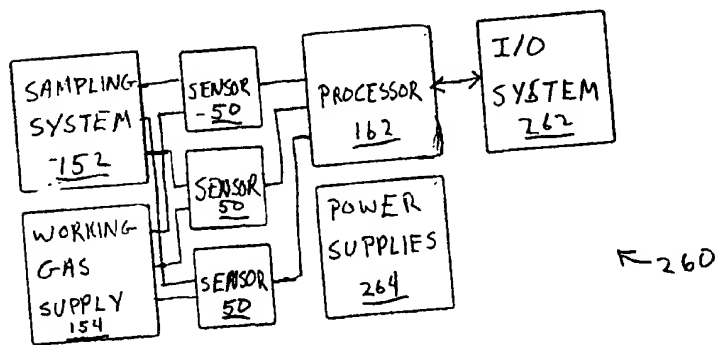 SAMPLING
SYSTEM
152
WORKING
GAS
SUPPLY
154
SENSOR
50
SENSOR
50
SENSOR
50
PROCESSOR
162
POWER
SUPPLIES
264
I/O
SYSTEM
262
260